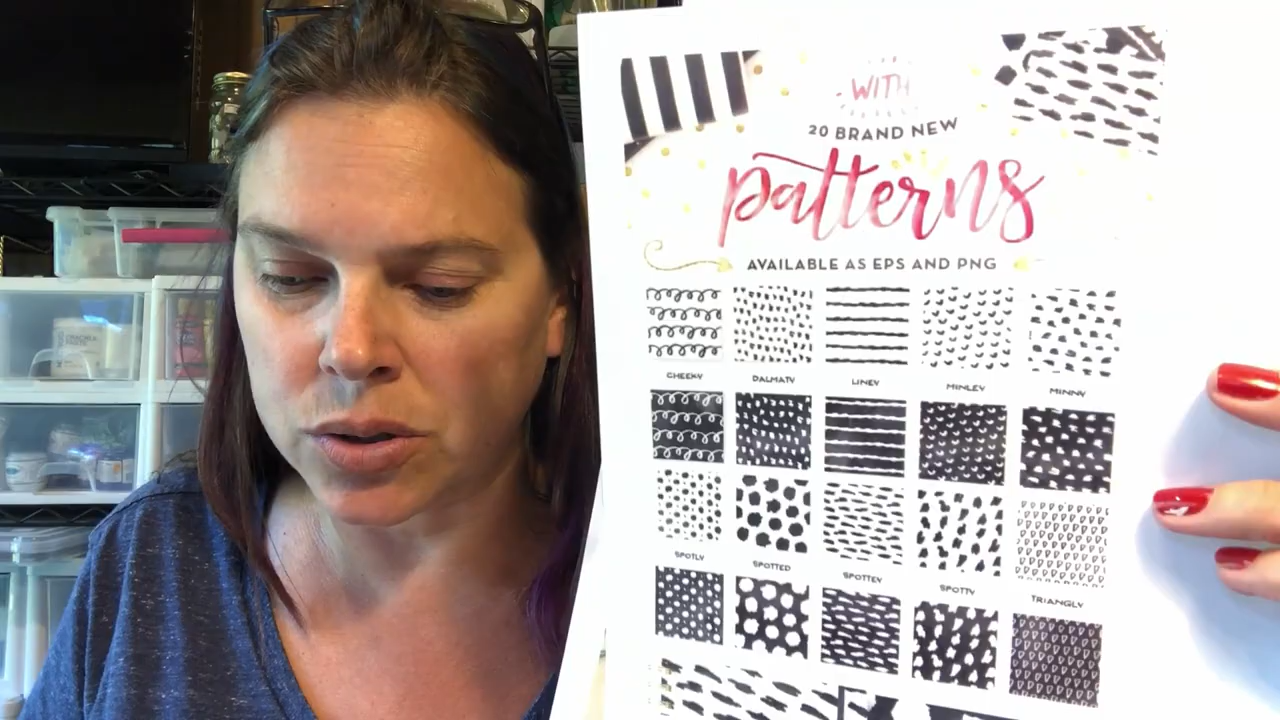 - WITH
20 BRAND NEW
patterns
AVAILABLE AS EPS AND PNG
CHEEKY DALMATY LINEY MINLEY MINNY
SPOTLY SPOTTED SPOTTEY SPOTTY TRIANGLY